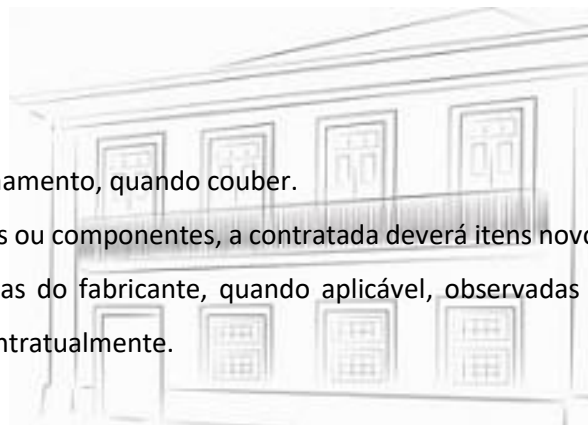 amento, quando couber.
s ou componentes, a contratada deverá itens novo
as do fabricante, quando aplicável, observadas
ntratualmente.